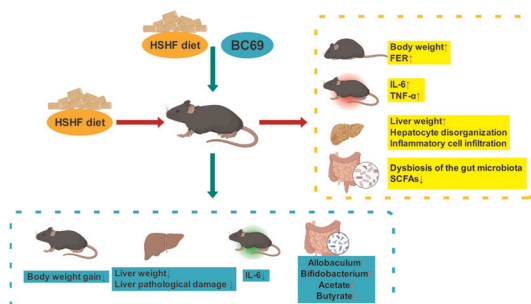 HSHF diet
BC69
HSHF diet
Body weight↑
FER↑
IL-6↑
TNF-α↑
Liver weight↑
Hepatocyte disorganization
Inflammatory cell infiltration
Dysbiosis of the gut microbiota
SCFAs↓
Body weight gain↓
Liver weight↓
Liver pathological damage ↓
IL-6↓
Allobaculum
Bifidobacterium↑
Acetate↑
Butyrate↑